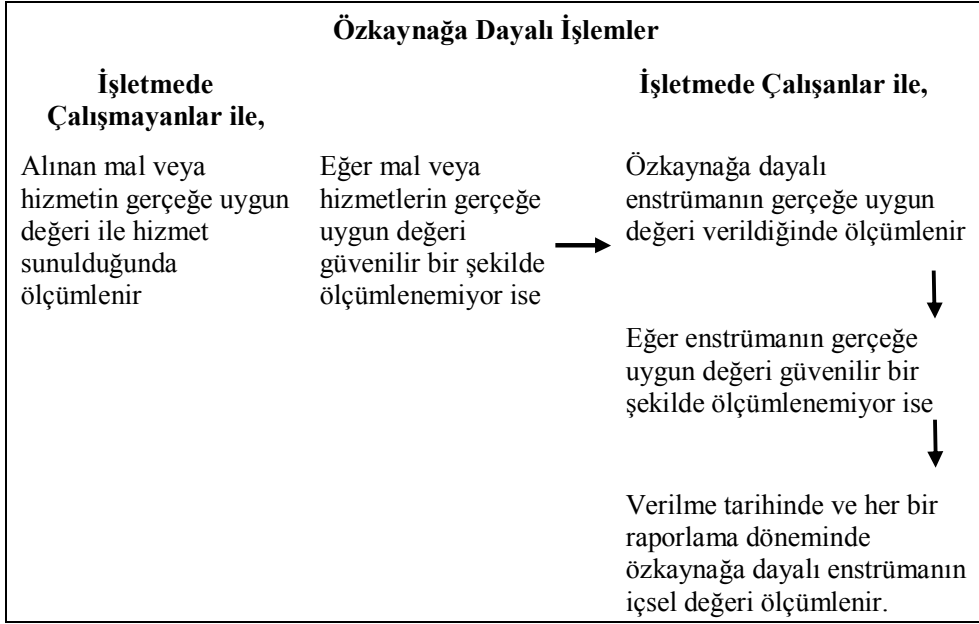 Özkaynağa Dayalı İşlemler
İşletmede
Çalışmayanlar ile,
İşletmede Çalışanlar ile,
Alınan mal veya
hizmetin gerçeğe uygun
değeri ile hizmet
sunulduğunda
ölçümlenir
Eğer mal veya
hizmetlerin gerçeğe
uygun değeri
güvenilir bir şekilde
ölçümlenemiyor ise
Özkaynağa dayalı
enstrümanın gerçeğe uygun
değeri verildiğinde ölçümlenir
Eğer enstrümanın gerçeğe
uygun değeri güvenilir bir
şekilde ölçümlenemiyor ise
Verilme tarihinde ve her bir
raporlama döneminde
özkaynağa dayalı enstrümanın
içsel değeri ölçümlenir.